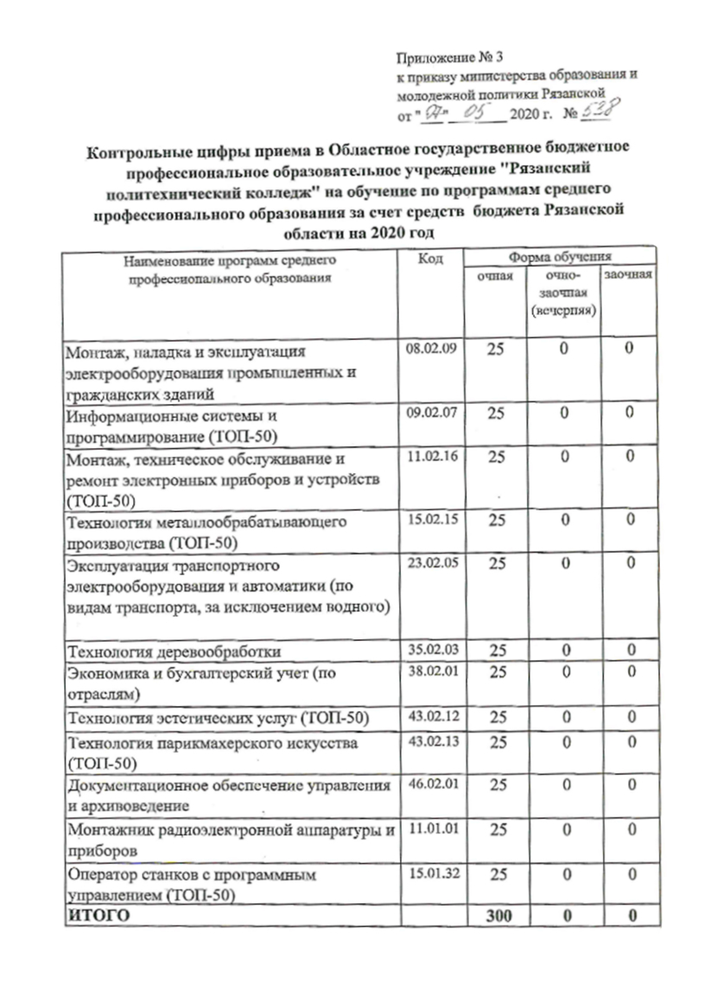 Приложение № 3
к приказу министерства образования и
молодежной политики Рязанской
от " 07 " 05 2020 г. № 538
Контрольные цифры приема в Областное государственное бюджетное
профессиональное образовательное учреждение "Рязанский
политехнический колледж" на обучение по программам среднего
профессионального образования за счет средств бюджета Рязанской
области на 2020 год
Наименование программ среднего
профессионального образования
Код
Форма обучения
очная
очно-
заочная
(вечерняя)
заочная
Монтаж, наладка и эксплуатация
электрооборудования промышленных и
гражданских зданий
08.02.09 25 0 0
Информационные системы и
программирование (ТОП-50)
09.02.07 25 0 0
Монтаж, техническое обслуживание и
ремонт электронных приборов и устройств
(ТОП-50)
11.02.16 25 0 0
Технология металлообрабатывающего
производства (ТОП-50)
15.02.15 25 0 0
Эксплуатация транспортного
электрооборудования и автоматики (по
видам транспорта, за исключением водного)
23.02.05 25 0 0
Технология деревообработки 35.02.03 25 0 0
Экономика и бухгалтерский учет (по
отраслям)
38.02.01 25 0 0
Технология эстетических услуг (ТОП-50) 43.02.12 25 0 0
Технология парикмахерского искусства
(ТОП-50)
43.02.13 25 0 0
Документационное обеспечение управления
и архивоведение
46.02.01 25 0 0
Монтажник радиоэлектронной аппаратуры и
приборов
11.01.01 25 0 0
Оператор станков с программным
управлением (ТОП-50)
15.01.32 25 0 0
ИТОГО 300 0 0